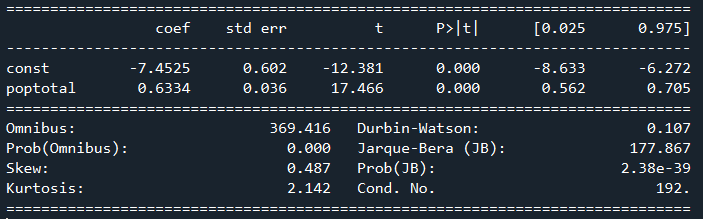 ==============================================================================
                 coef    std err          t      P>|t|      [0.025      0.975]
------------------------------------------------------------------------------
const         -7.4525      0.602    -12.381      0.000      -8.633      -6.272
poptotal       0.6334      0.036     17.466      0.000       0.562       0.705
==============================================================================
Omnibus:                      369.416   Durbin-Watson:                   0.107
Prob(Omnibus):                  0.000   Jarque-Bera (JB):              177.867
Skew:                           0.487   Prob(JB):                     2.38e-39
Kurtosis:                       2.142   Cond. No.                         192.
==============================================================================